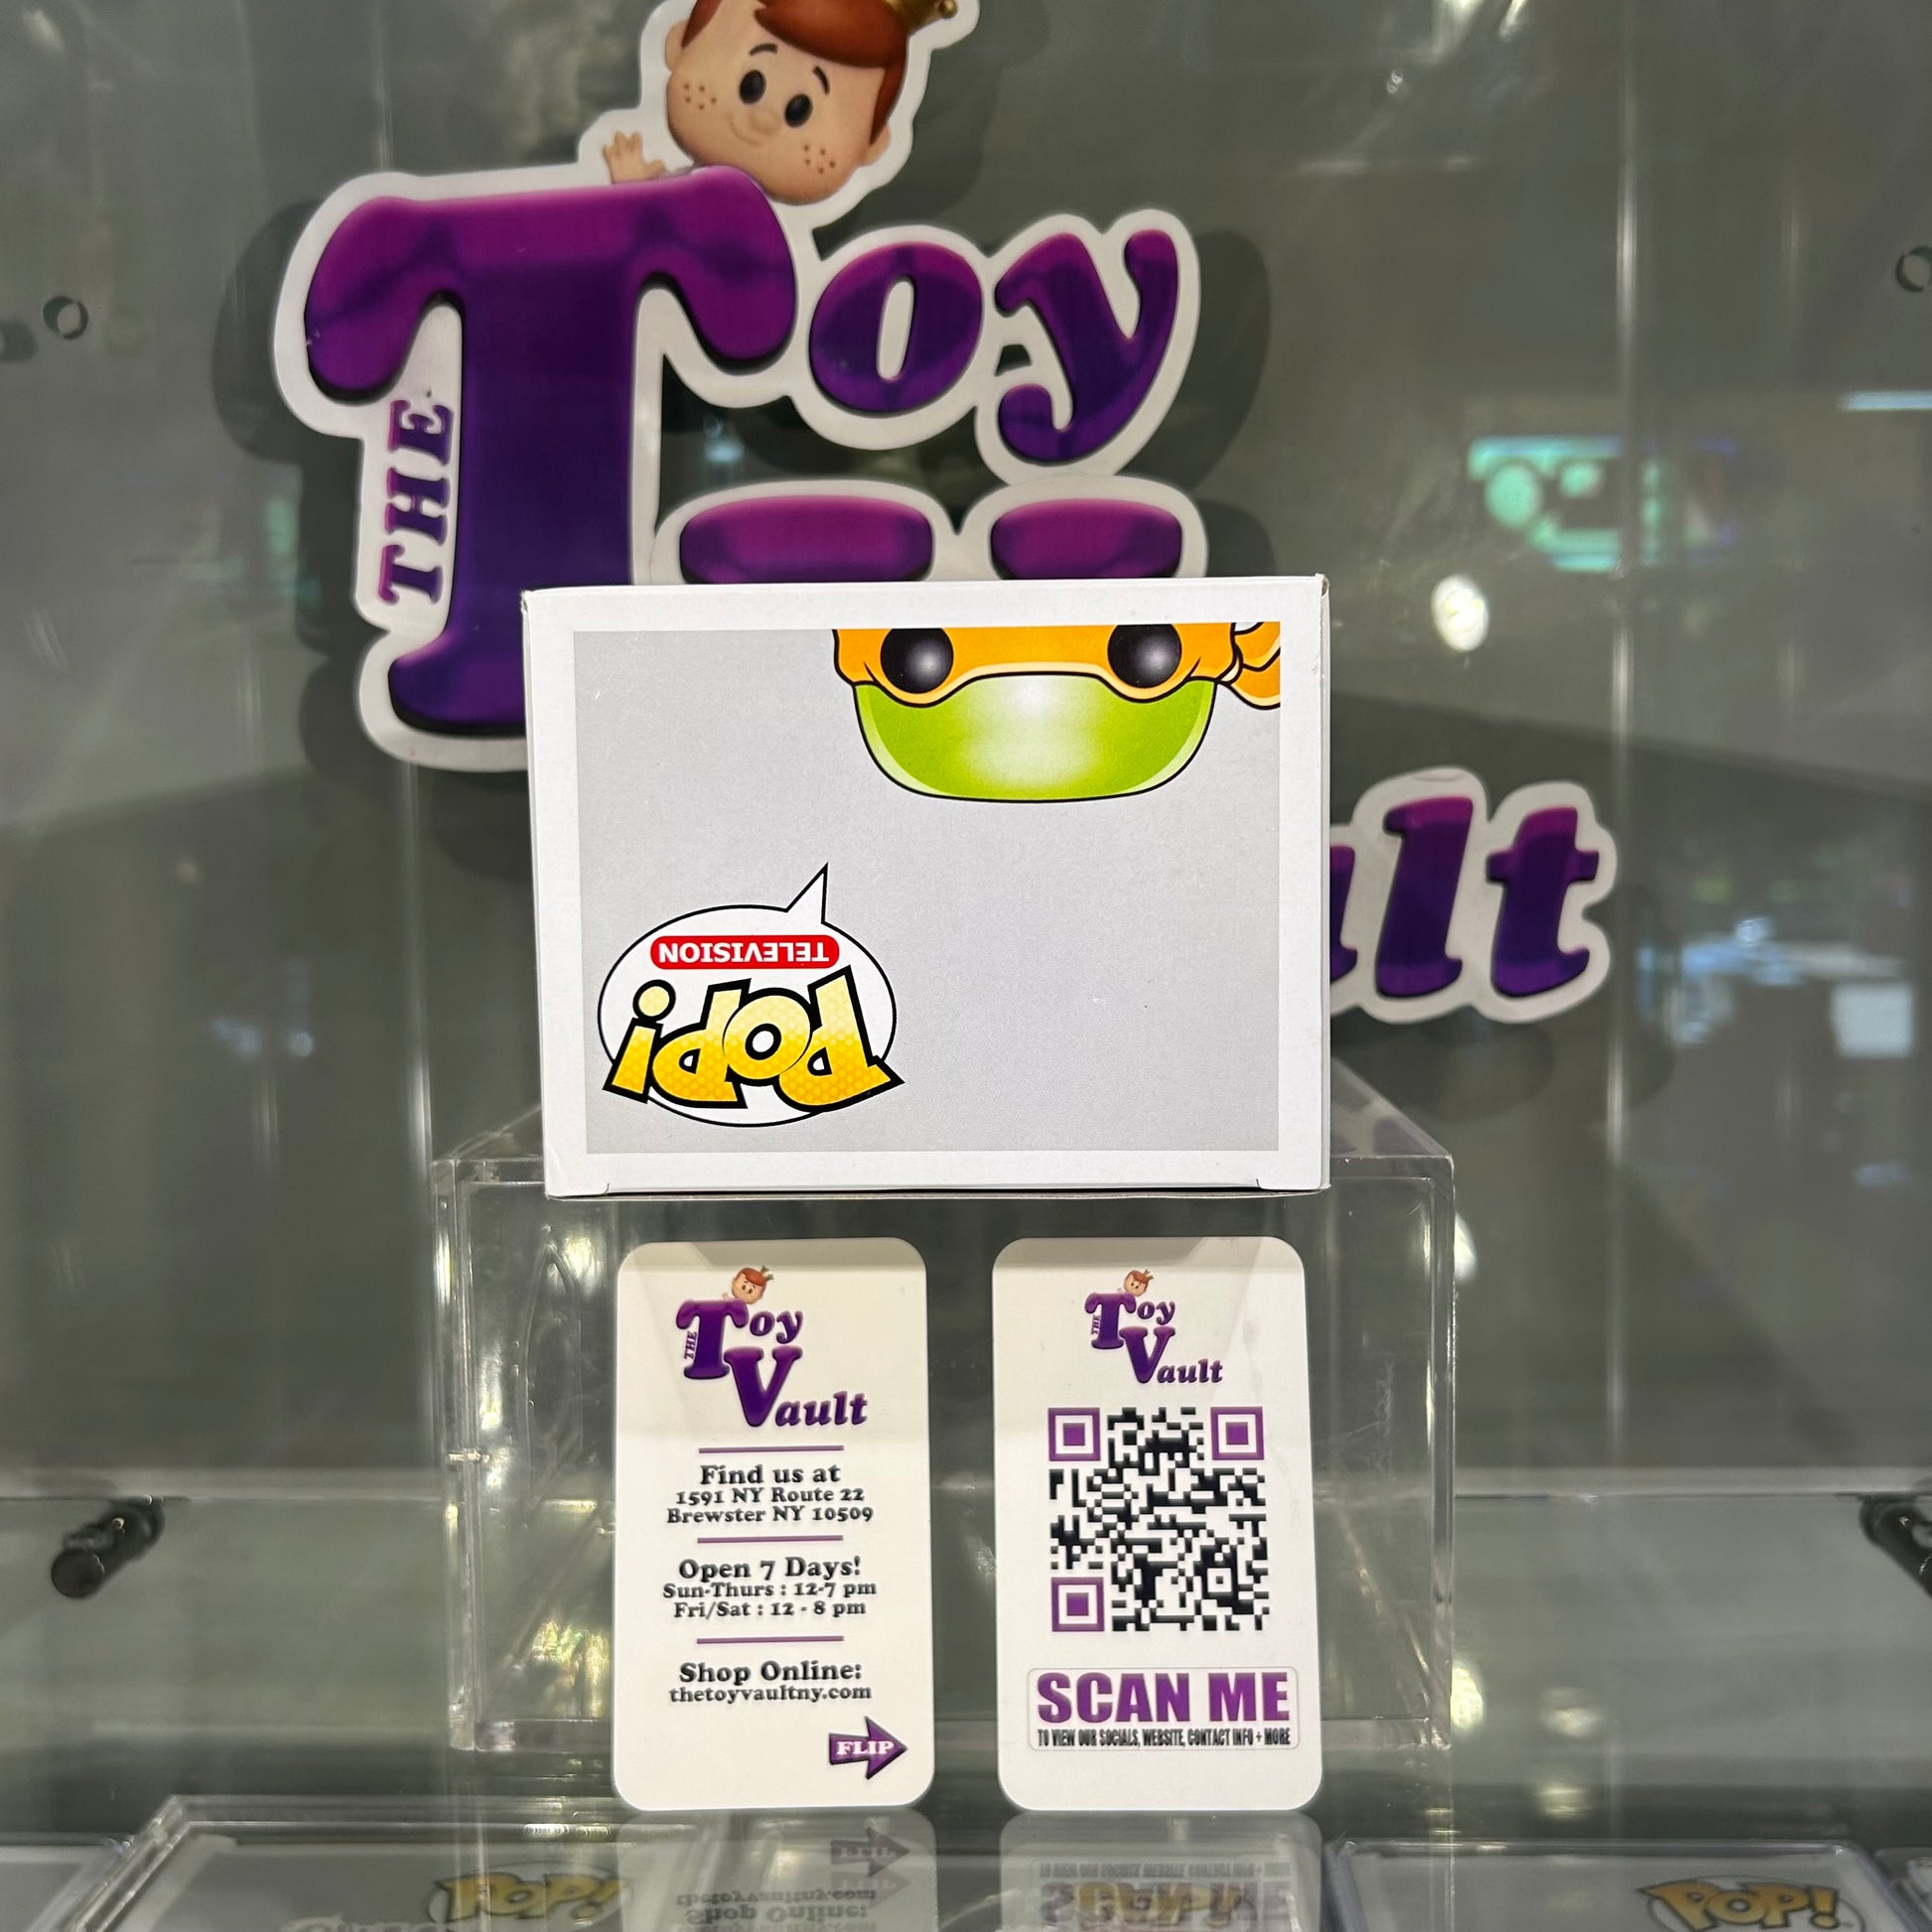 THE Toy
ult
TELEVISION
POP!
THE Toy
Vault
Find us at
1591 NY Route 22
Brewster NY 10509
Open 7 Days!
Sun-Thurs : 12-7 pm
Fri/Sat : 12 - 8 pm
Shop Online:
thetoyvaultny.com
FLIP
THE Toy
Vault
SCAN ME
TO VIEW OUR SOCIALS, WEBSITE, CONTACT INFO + MORE
POP!
POP!